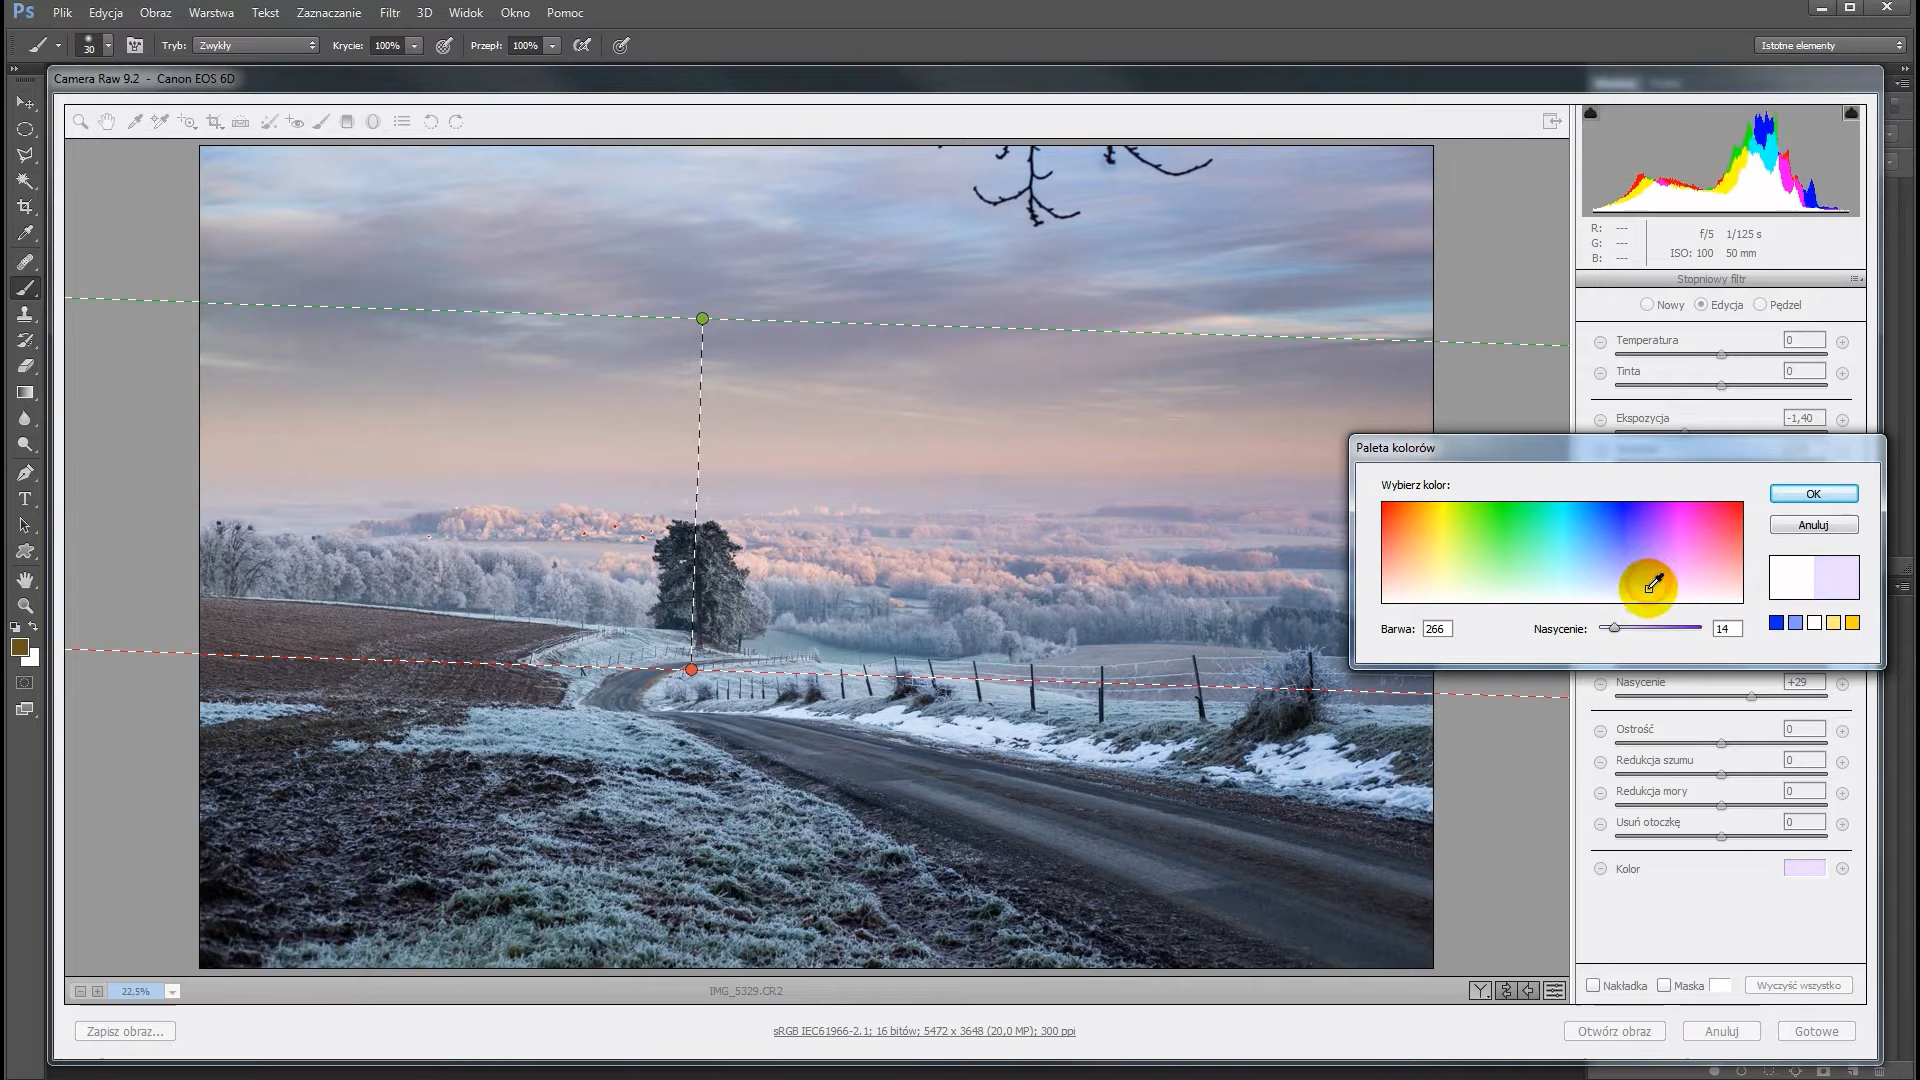 Ps Plik Edycja Obraz Warstwa Tekst Zaznaczanie Filtr 3D Widok Okno Pomoc
30 Tryb: Zwykły Krycie: 100% Przepł: 100% Istotne elementy
Camera Raw 9.2 - Canon EOS 6D
R: ---
G: ---
B: ---
f/5 1/125 s
ISO: 100 50 mm
Stopniowy filtr
Nowy Edycja Pędzel
Temperatura 0
Tinta 0
Ekspozycja -1,40
Paleta kolorów
Wybierz kolor:
OK
Anuluj
Barwa: 266 Nasycenie: 14
Nasycenie +29
Ostrość 0
Redukcja szumu 0
Redukcja mory 0
Usuń otoczkę 0
Kolor
Nakładka Maska Wyczyść wszystko
22,5% IMG_5329.CR2
Zapisz obraz... sRGB IEC61966-2.1; 16 bitów; 5472 x 3648 (20,0 MP); 300 ppi Otwórz obraz Anuluj Gotowe